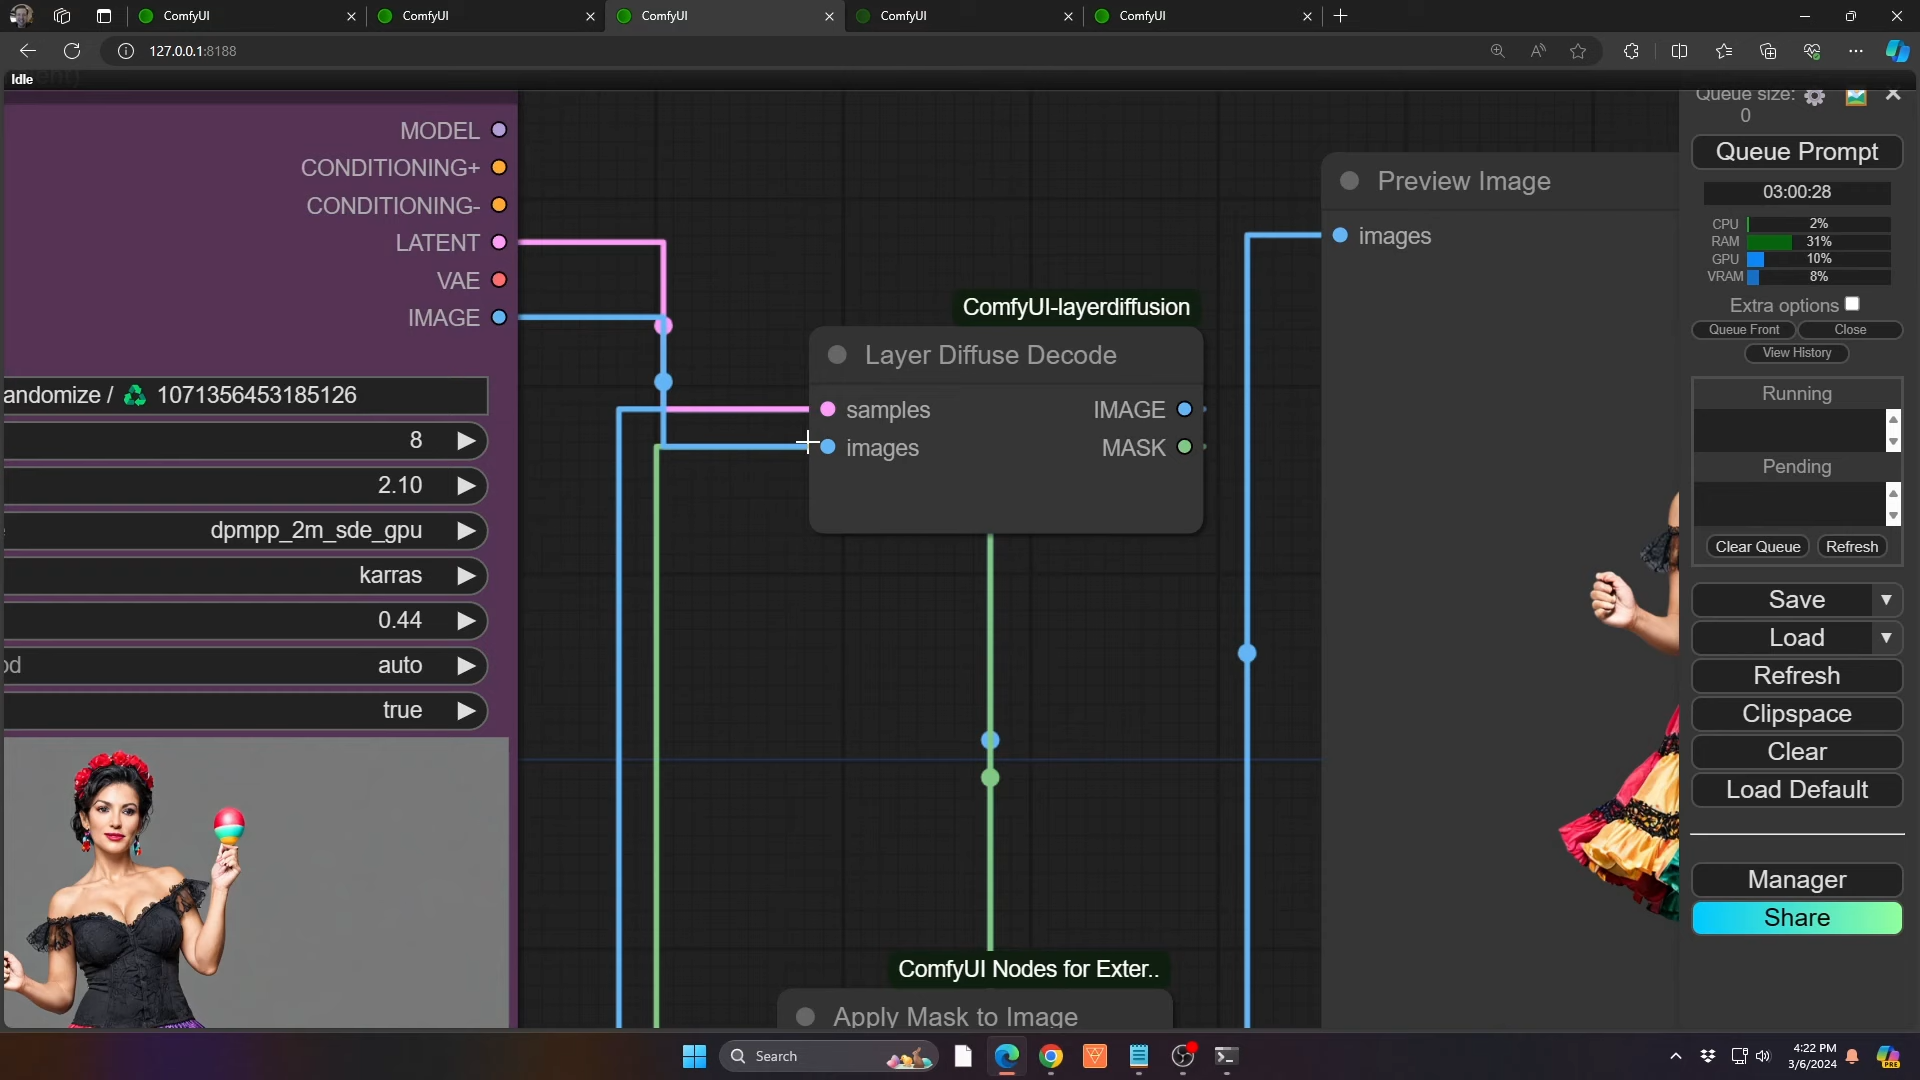 ComfyUI
ComfyUI
ComfyUI
ComfyUI
ComfyUI
127.0.0.1:8188
Idle
MODEL
CONDITIONING+
CONDITIONING-
LATENT
VAE
IMAGE
andomize / ♻ 1071356453185126
8
2.10
dpmpp_2m_sde_gpu
karras
0.44
od auto
true
ComfyUI-layerdiffusion
Layer Diffuse Decode
samples IMAGE
images MASK
ComfyUI Nodes for Exter..
Apply Mask to Image
Preview Image
images
Queue size:
0
Queue Prompt
03:00:28
CPU 2%
RAM 31%
GPU 10%
VRAM 8%
Extra options
Queue Front Close
View History
Running
Pending
Clear Queue Refresh
Save
Load
Refresh
Clipspace
Clear
Load Default
Manager
Share
Search
4:22 PM
3/6/2024
PRE